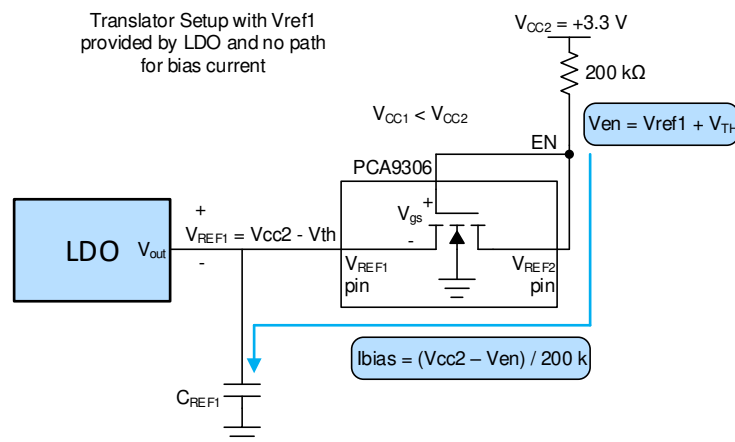 Translator Setup with Vref1
provided by LDO and no path
for bias current
VCC2 = +3.3 V
200 kΩ
VCC1 < VCC2
Ven = Vref1 + VTH
EN
PCA9306
Vgs
+
-
LDO
Vout
+
VREF1 = Vcc2 - Vth
-
VREF1
pin
VREF2
pin
Ibias = (Vcc2 – Ven) / 200 k
CREF1